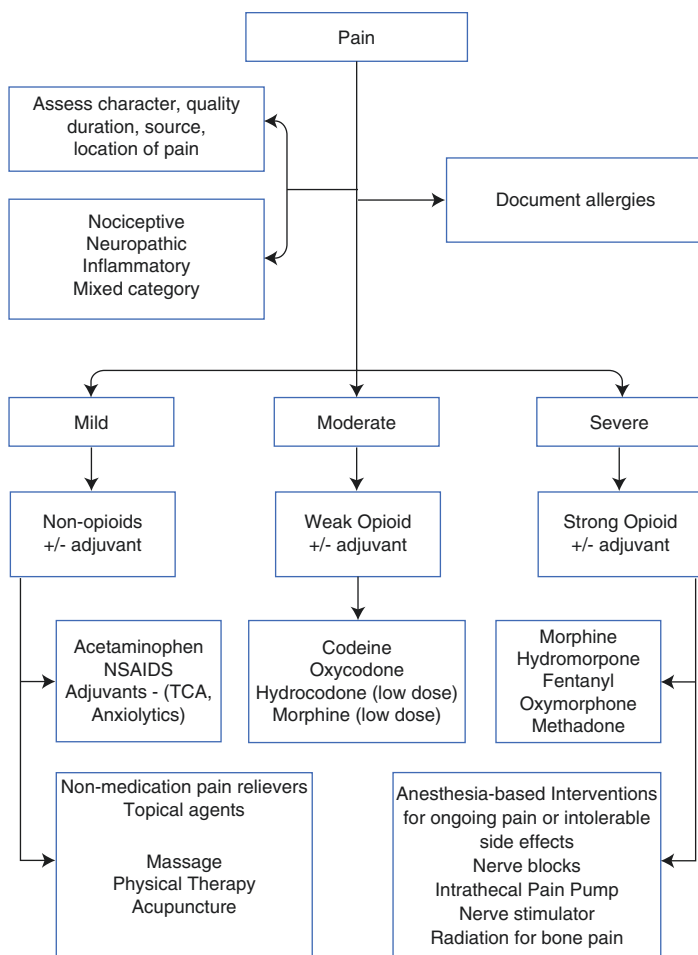 Pain
Assess character, quality
duration, source,
location of pain
Document allergies
Nociceptive
Neuropathic
Inflammatory
Mixed category
Mild
Moderate
Severe
Non-opioids
+/- adjuvant
Weak Opioid
+/- adjuvant
Strong Opioid
+/- adjuvant
Acetaminophen
NSAIDS
Adjuvants - (TCA,
Anxiolytics)
Codeine
Oxycodone
Hydrocodone (low dose)
Morphine (low dose)
Morphine
Hydromorpone
Fentanyl
Oxymorphone
Methadone
Non-medication pain relievers
Topical agents
Massage
Physical Therapy
Acupuncture
Anesthesia-based Interventions
for ongoing pain or intolerable
side effects
Nerve blocks
Intrathecal Pain Pump
Nerve stimulator
Radiation for bone pain